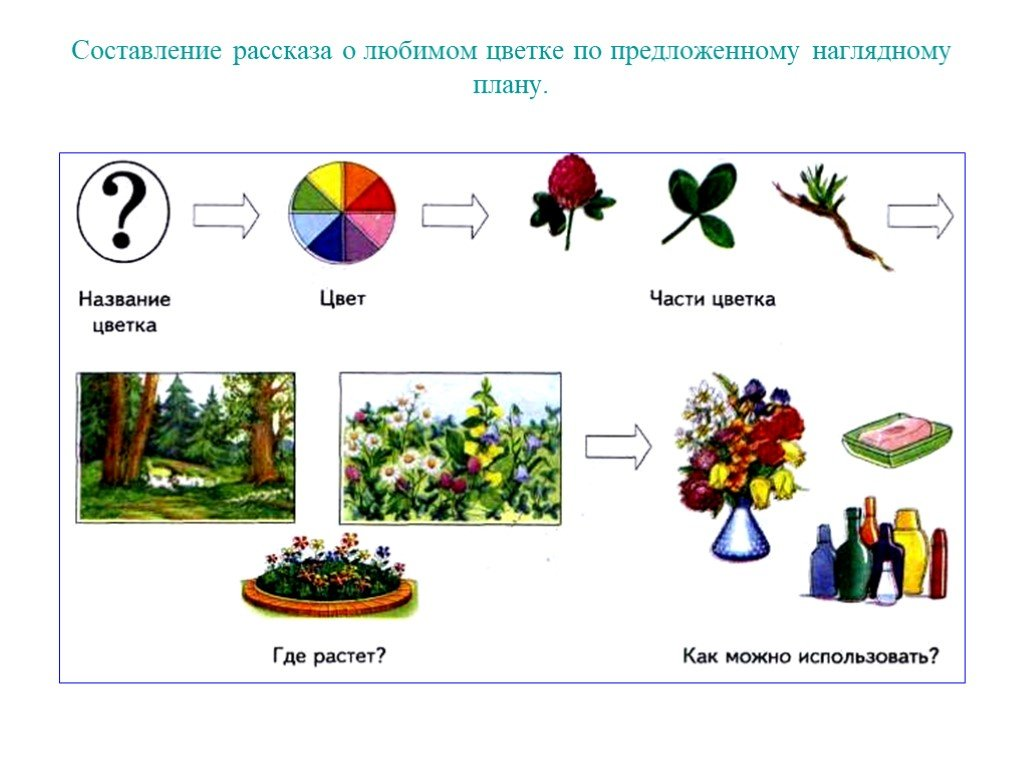 Составление рассказа о любимом цветке по предложенному наглядному
плану.
?
Название
цветка
Цвет
Части цветка
Где растет?
Как можно использовать?